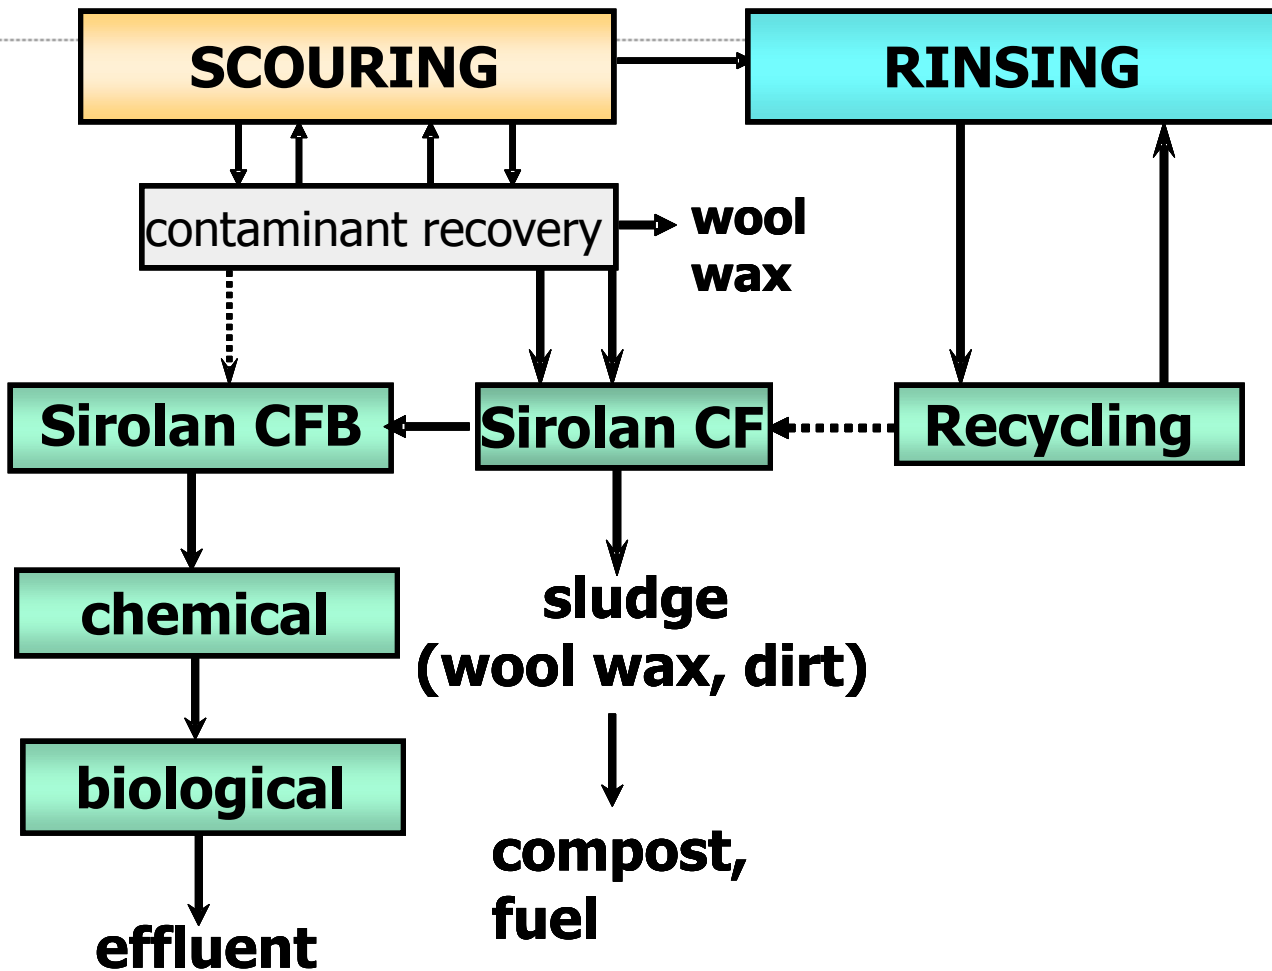 SCOURING
RINSING
contaminant recovery
wool
wax
Sirolan CFB
Sirolan CF
Recycling
chemical
sludge
(wool wax, dirt)
biological
compost,
fuel
effluent